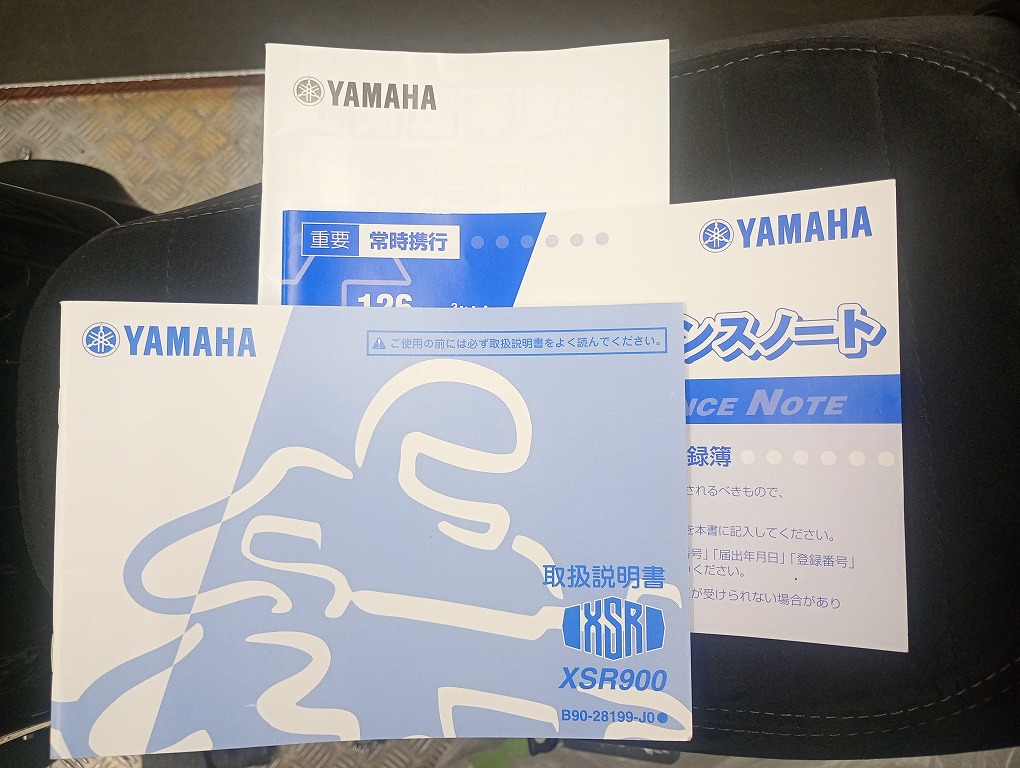 YAMAHA
重要 常時携行
YAMAHA
126
ンスノート
NCE NOTE
録簿
されるべきもので、
を本書に記入してください。
号」「届出年月日」「登録番号」
ください。
が受けられない場合があり
YAMAHA
ご使用の前には必ず取扱説明書をよく読んでください。
取扱説明書
XSR
XSR900
B90-28199-J0